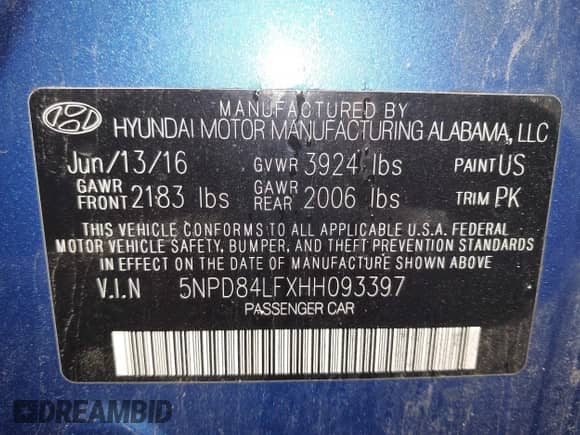 MANUFACTURED BY
HYUNDAI MOTOR MANUFACTURING ALABAMA, LLC
Jun/13/16 GVWR 3924 lbs PAINT US
GAWR FRONT 2183 lbs GAWR REAR 2006 lbs TRIM PK
THIS VEHICLE CONFORMS TO ALL APPLICABLE U.S.A. FEDERAL
MOTOR VEHICLE SAFETY, BUMPER, AND THEFT PREVENTION STANDARDS
IN EFFECT ON THE DATE OF MANUFACTURE SHOWN ABOVE.
V.I.N 5NPD84LFXHH093397
PASSENGER CAR
DREAMBID